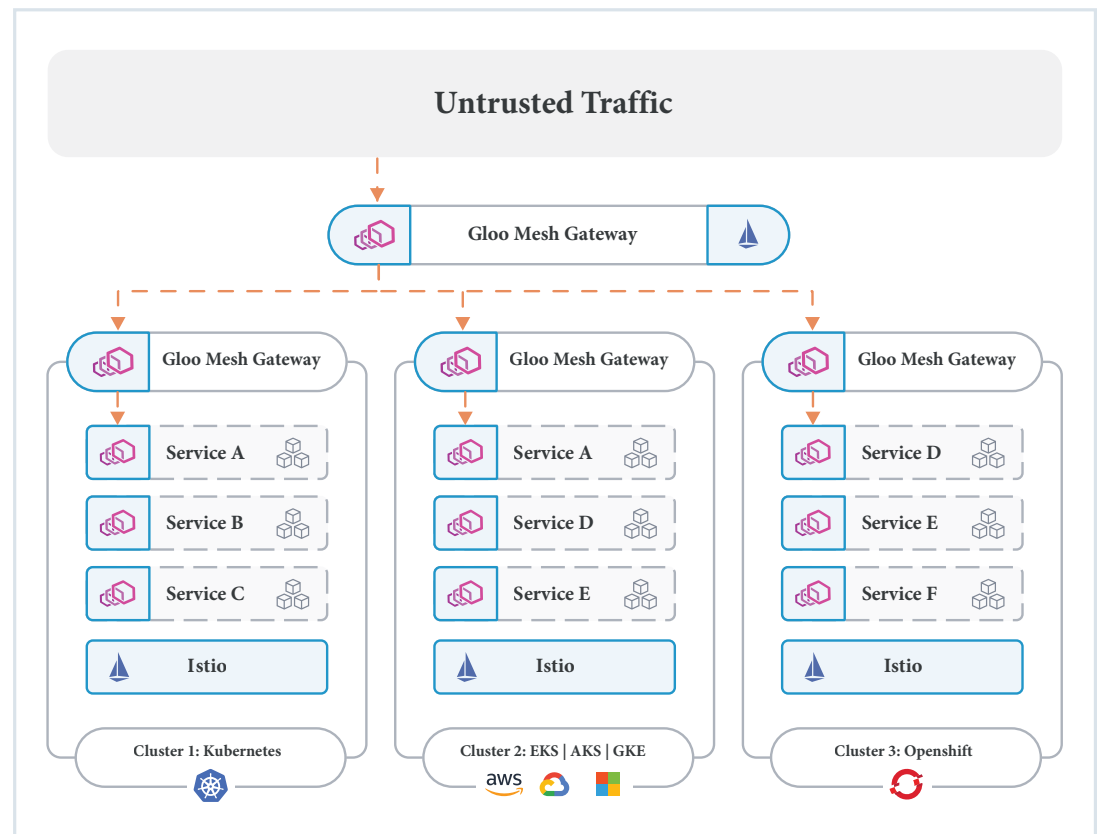 Untrusted Traffic
Gloo Mesh Gateway
Gloo Mesh Gateway
Service A
Service B
Service C
Istio
Cluster 1: Kubernetes
Gloo Mesh Gateway
Service A
Service D
Service E
Istio
Cluster 2: EKS | AKS | GKE
aws
Gloo Mesh Gateway
Service D
Service E
Service F
Istio
Cluster 3: Openshift